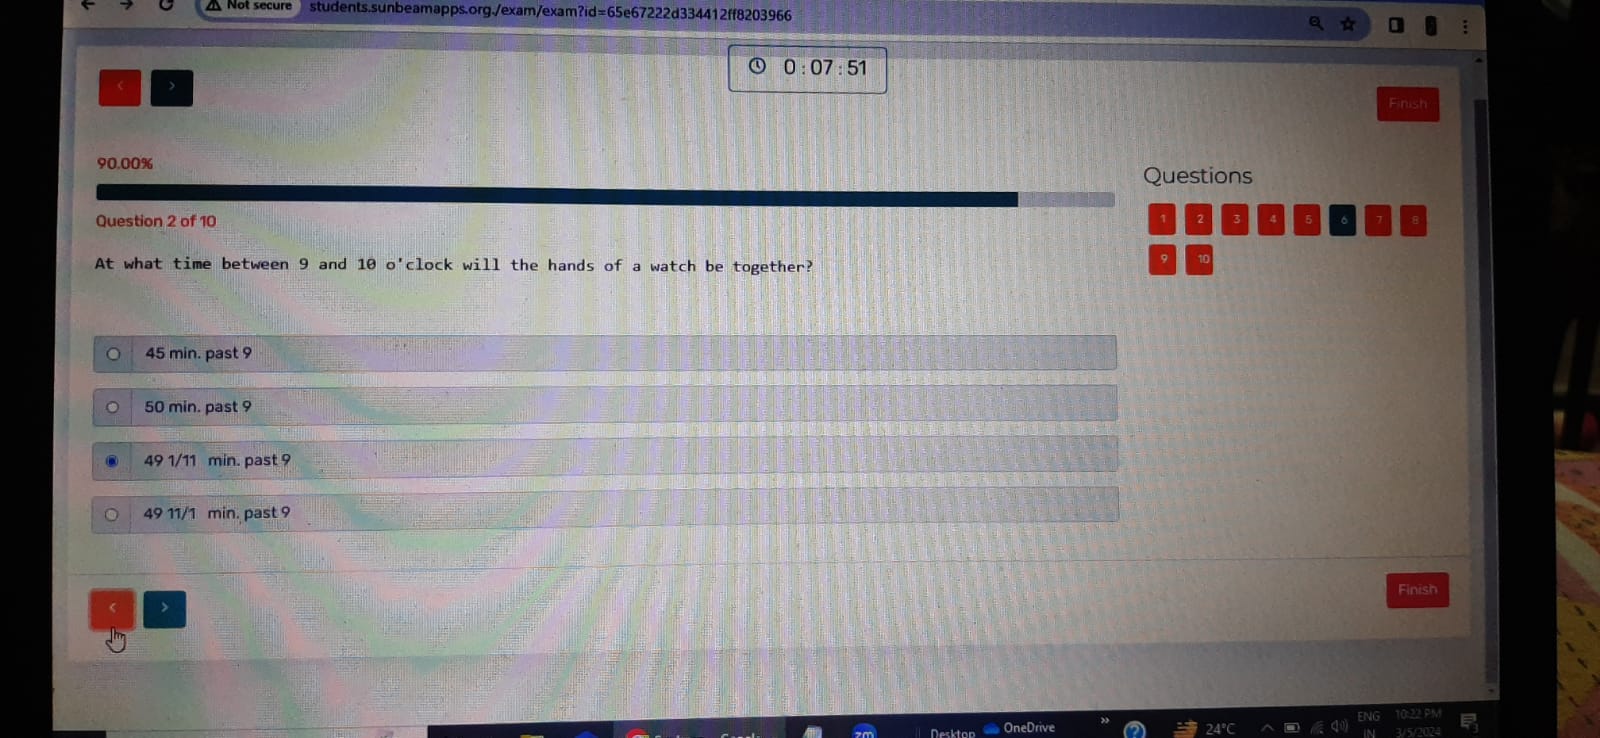 Not secure students.sunbeamapps.org./exam/exam?id=65e67222d334412ff8203966
0 : 07 : 51
Finish
90.00%
Questions
1 2 3 4 5 6 7 8
9 10
Question 2 of 10
At what time between 9 and 10 o'clock will the hands of a watch be together?
45 min. past 9
50 min. past 9
49 1/11 min. past 9
49 11/1 min. past 9
Finish
zm Desktop OneDrive 24°C ENG 10:22 PM
IN 3/5/2024